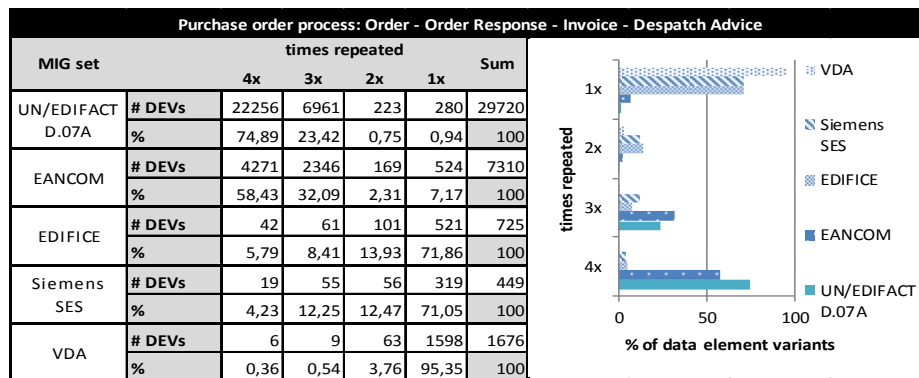 Purchase order process: Order - Order Response - Invoice - Despatch Advice
MIG set times repeated Sum
4x 3x 2x 1x
UN/EDIFACT D.07A # DEVs 22256 6961 223 280 29720
% 74,89 23,42 0,75 0,94 100
EANCOM # DEVs 4271 2346 169 524 7310
% 58,43 32,09 2,31 7,17 100
EDIFICE # DEVs 42 61 101 521 725
% 5,79 8,41 13,93 71,86 100
Siemens SES # DEVs 19 55 56 319 449
% 4,23 12,25 12,47 71,05 100
VDA # DEVs 6 9 63 1598 1676
% 0,36 0,54 3,76 95,35 100
times repeated
1x
2x
3x
4x
0 50 100
% of data element variants
VDA
Siemens
SES
EDIFICE
EANCOM
UN/EDIFACT
D.07A